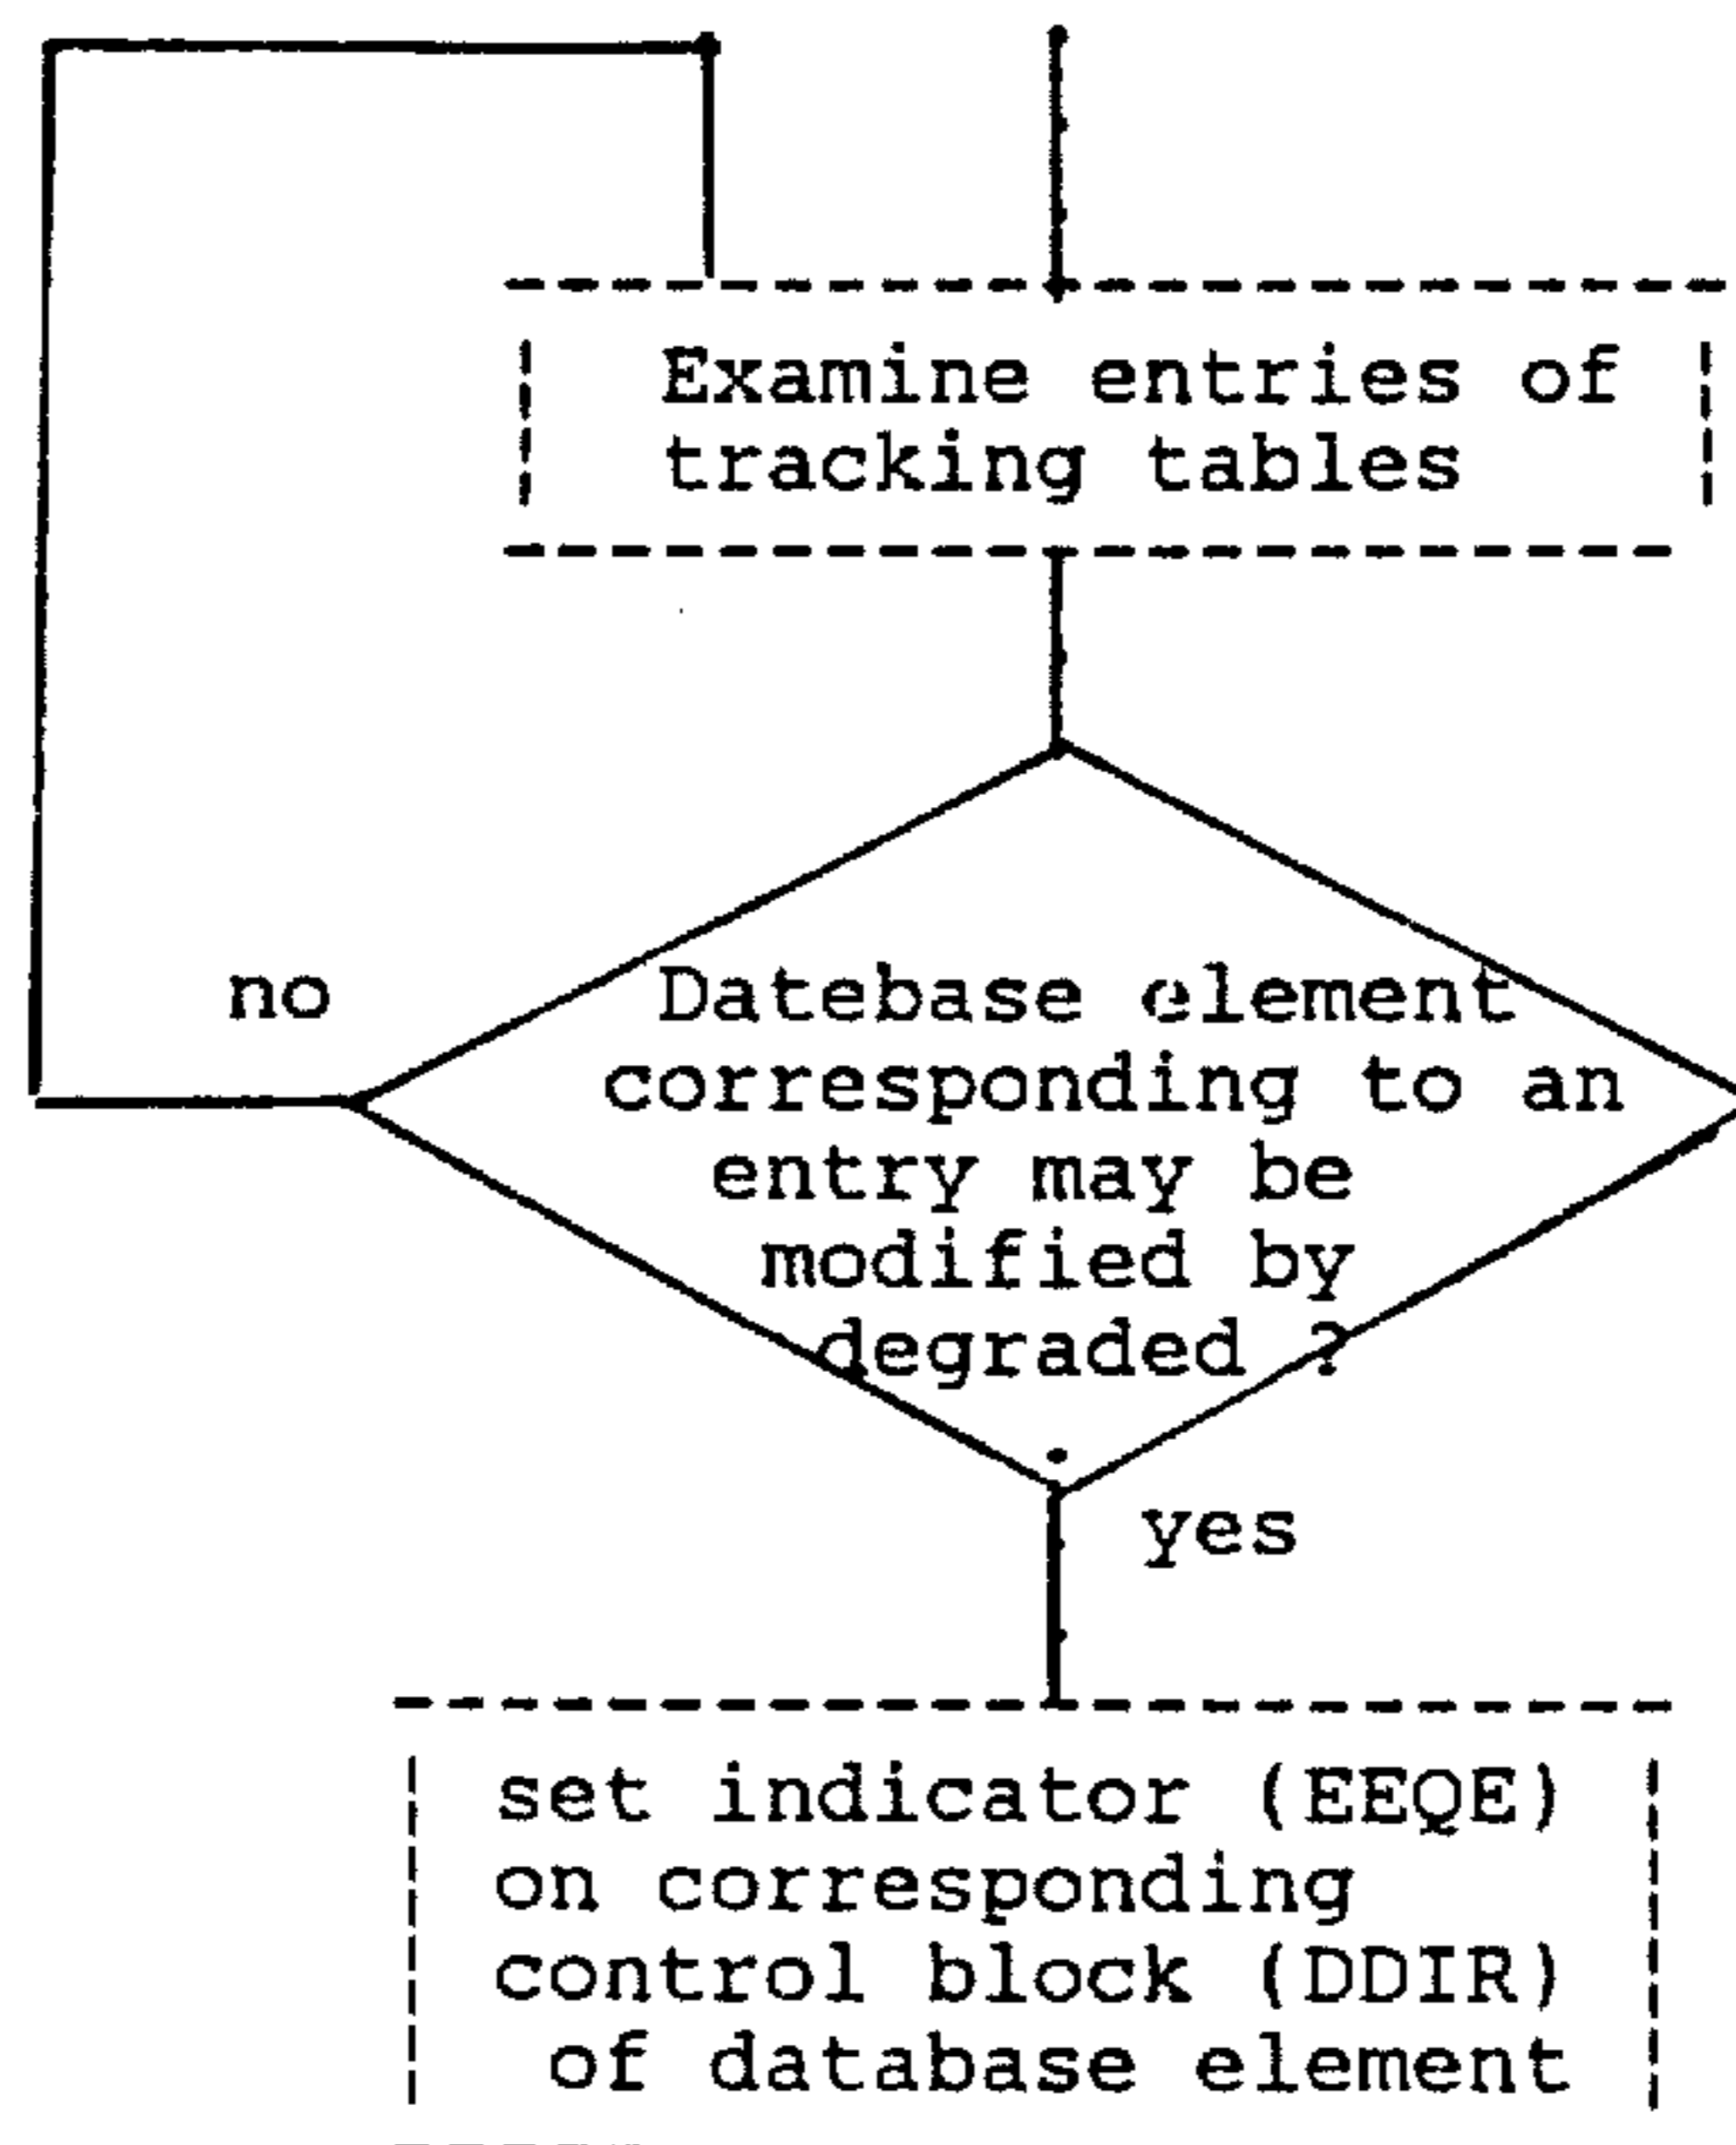 Examine entries of
tracking tables
no
Datebase element
corresponding to an
entry may be
modified by
degraded ?
yes
set indicator (EEQE)
on corresponding
control block (DDIR)
of database element